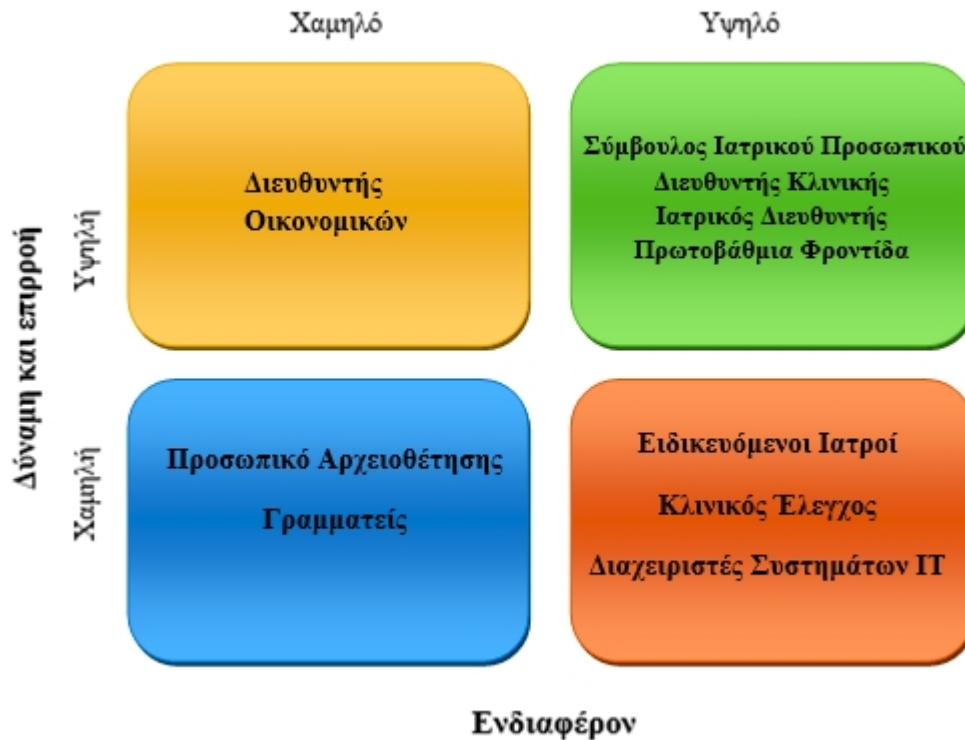 Χαμηλό
Υψηλό
Δύναμη και επιρροή
Υψηλή
Διευθυντής
Οικονομικών
Σύμβουλος Ιατρικού Προσωπικού
Διευθυντής Κλινικής
Ιατρικός Διευθυντής
Πρωτοβάθμια Φροντίδα
Χαμηλή
Προσωπικό Αρχειοθέτησης
Γραμματείς
Ειδικευόμενοι Ιατροί
Κλινικός Έλεγχος
Διαχειριστές Συστημάτων IT
Ενδιαφέρον